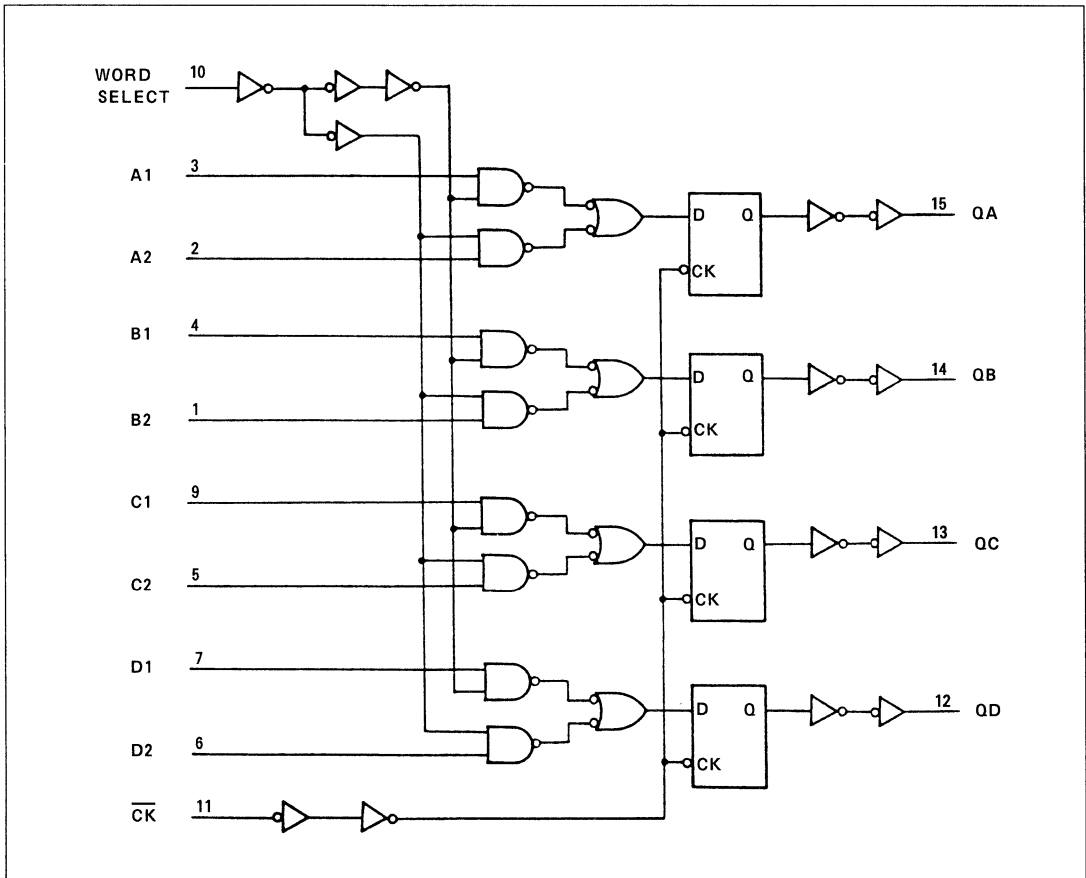 WORD SELECT 10
A1 3
A2 2
D Q
CK
15 QA
B1 4
B2 1
D Q
CK
14 QB
C1 9
C2 5
D Q
CK
13 QC
D1 7
D2 6
D Q
CK
12 QD
CK 11